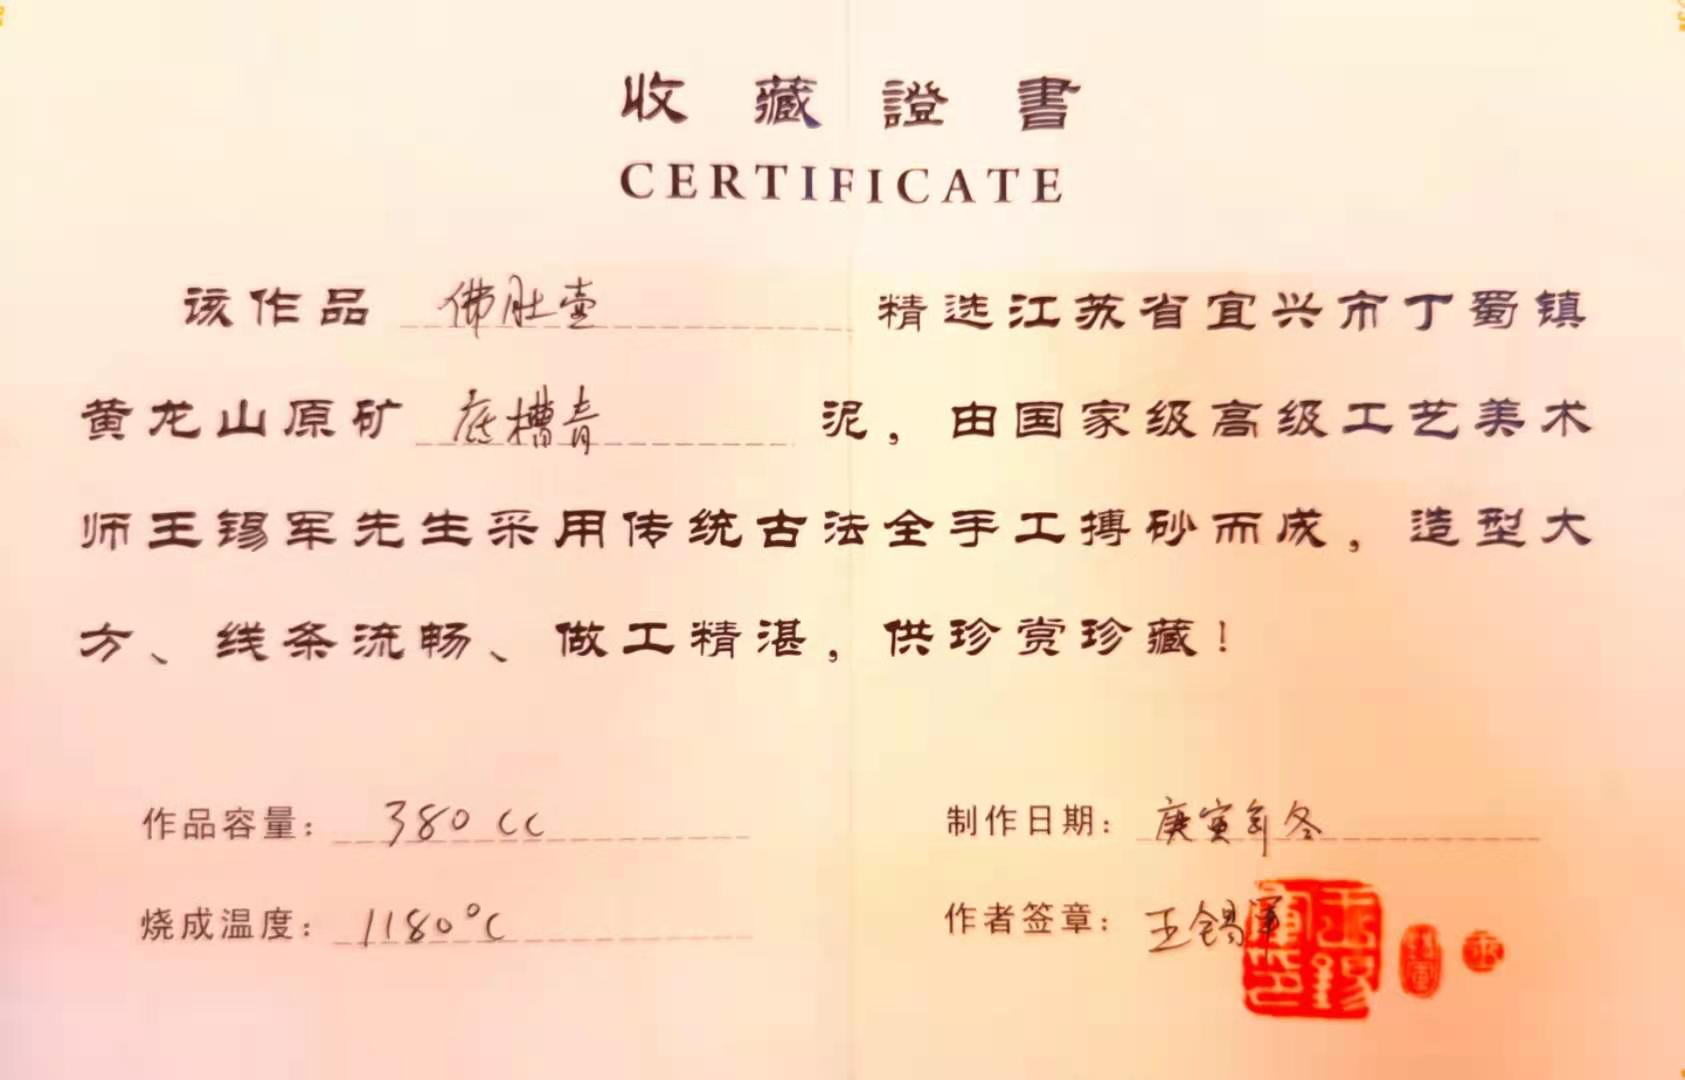 收藏證書
CERTIFICATE
该作品 佛肚壶 精选江苏省宜兴市丁蜀镇
黄龙山原矿 底槽青 泥，由国家级高级工艺美术
师王锡军先生采用传统古法全手工搏砂而成，造型大
方、线条流畅、做工精湛，供珍赏珍藏！
作品容量： 380 cc 制作日期： 庚寅年冬
烧成温度： 1180°C 作者签章： 王锡军
王锡军印